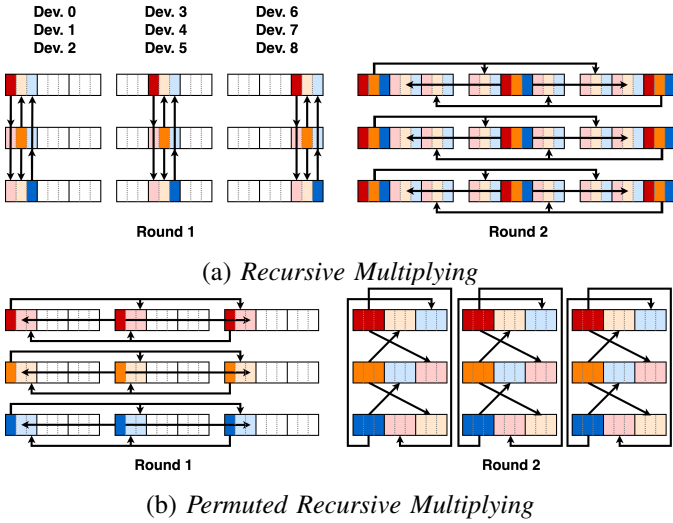 Dev. 0 Dev. 3 Dev. 6
Dev. 1 Dev. 4 Dev. 7
Dev. 2 Dev. 5 Dev. 8
Round 1 Round 2
(a) Recursive Multiplying
Round 1 Round 2
(b) Permuted Recursive Multiplying